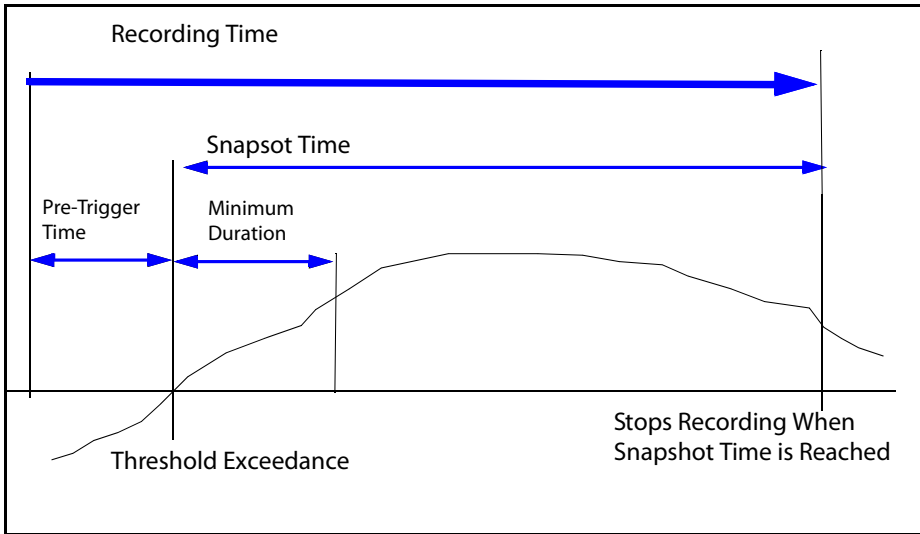 Recording Time
Snapsot Time
Pre-Trigger
Time
Minimum
Duration
Threshold Exceedance
Stops Recording When
Snapshot Time is Reached